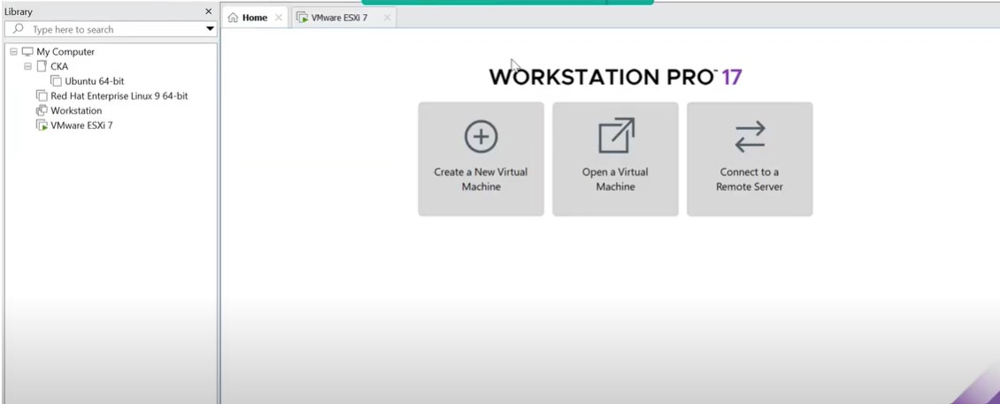 Library
Type here to search
My Computer
CKA
Ubuntu 64-bit
Red Hat Enterprise Linux 9 64-bit
Workstation
VMware ESXi 7
Home
VMware ESXi 7
WORKSTATION PRO™ 17
Create a New Virtual
Machine
Open a Virtual
Machine
Connect to a
Remote Server